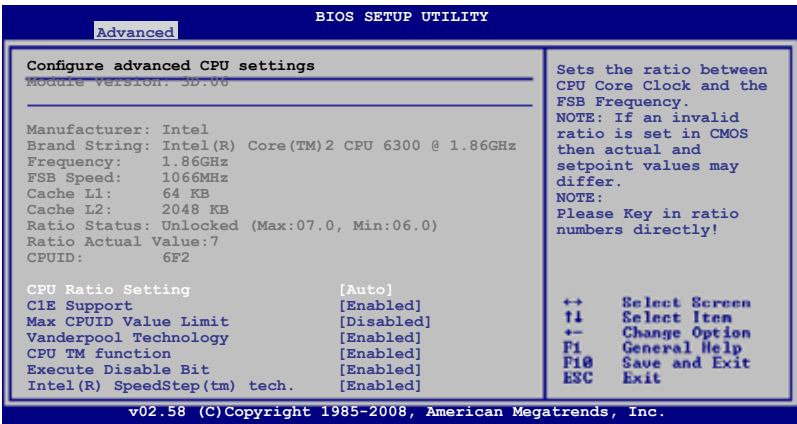 BIOS SETUP UTILITY
Advanced
Configure advanced CPU settings
Module Version: 3D.06
Manufacturer: Intel
Brand String: Intel(R) Core(TM)2 CPU 6300 @ 1.86GHz
Frequency: 1.86GHz
FSB Speed: 1066MHz
Cache L1: 64 KB
Cache L2: 2048 KB
Ratio Status: Unlocked (Max:07.0, Min:06.0)
Ratio Actual Value:7
CPUID: 6F2
CPU Ratio Setting [Auto]
C1E Support [Enabled]
Max CPUID Value Limit [Disabled]
Vanderpool Technology [Enabled]
CPU TM function [Enabled]
Execute Disable Bit [Enabled]
Intel(R) SpeedStep(tm) tech. [Enabled]
Sets the ratio between
CPU Core Clock and the
FSB Frequency.
NOTE: If an invalid
ratio is set in CMOS
then actual and
setpoint values may
differ.
NOTE:
Please Key in ratio
numbers directly!
↔ Select Screen
↑↓ Select Item
+- Change Option
F1 General Help
F10 Save and Exit
ESC Exit
v02.58 (C)Copyright 1985-2008, American Megatrends, Inc.